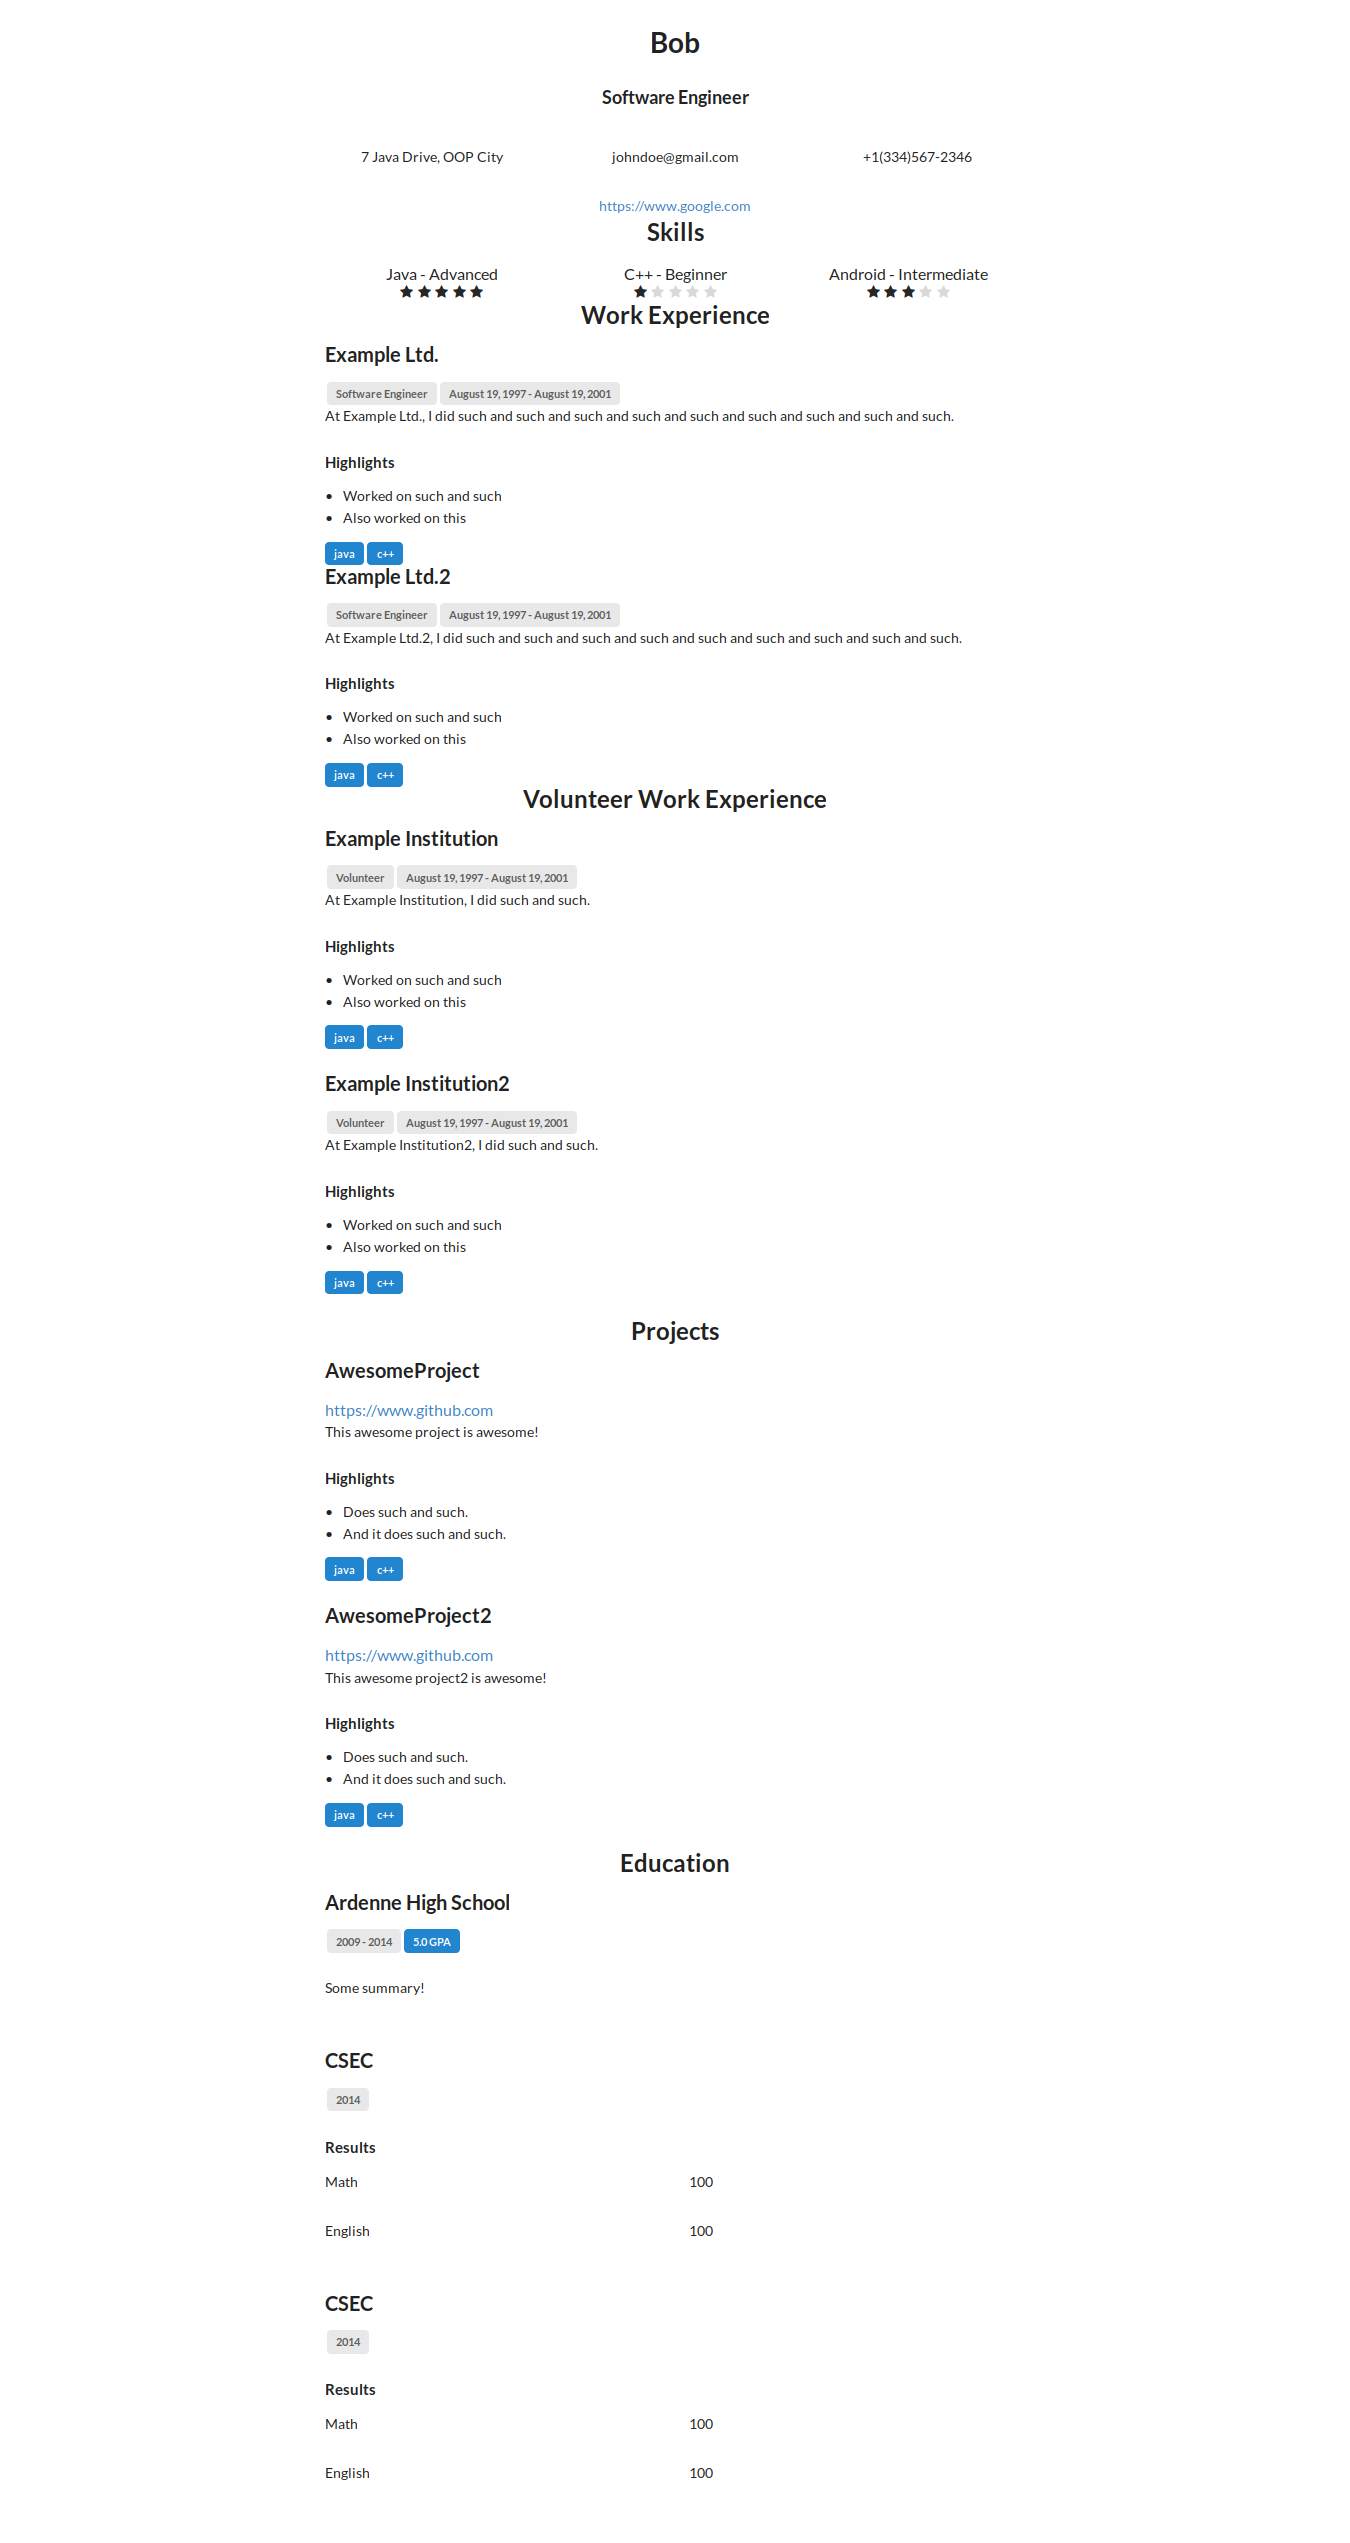 Bob
Software Engineer
7 Java Drive, OOP City johndoe@gmail.com +1(334)567-2346
https://www.google.com
Skills
Java - Advanced C++ - Beginner Android - Intermediate
Work Experience
Example Ltd.
Software Engineer August 19, 1997 - August 19, 2001
At Example Ltd., I did such and such and such and such and such and such and such and such and such.
Highlights
• Worked on such and such
• Also worked on this
java c++
Example Ltd.2
Software Engineer August 19, 1997 - August 19, 2001
At Example Ltd.2, I did such and such and such and such and such and such and such and such and such.
Highlights
• Worked on such and such
• Also worked on this
java c++
Volunteer Work Experience
Example Institution
Volunteer August 19, 1997 - August 19, 2001
At Example Institution, I did such and such.
Highlights
• Worked on such and such
• Also worked on this
java c++
Example Institution2
Volunteer August 19, 1997 - August 19, 2001
At Example Institution2, I did such and such.
Highlights
• Worked on such and such
• Also worked on this
java c++
Projects
AwesomeProject
https://www.github.com
This awesome project is awesome!
Highlights
• Does such and such.
• And it does such and such.
java c++
AwesomeProject2
https://www.github.com
This awesome project2 is awesome!
Highlights
• Does such and such.
• And it does such and such.
java c++
Education
Ardenne High School
2009 - 2014 5.0 GPA
Some summary!
CSEC
2014
Results
Math 100
English 100
CSEC
2014
Results
Math 100
English 100